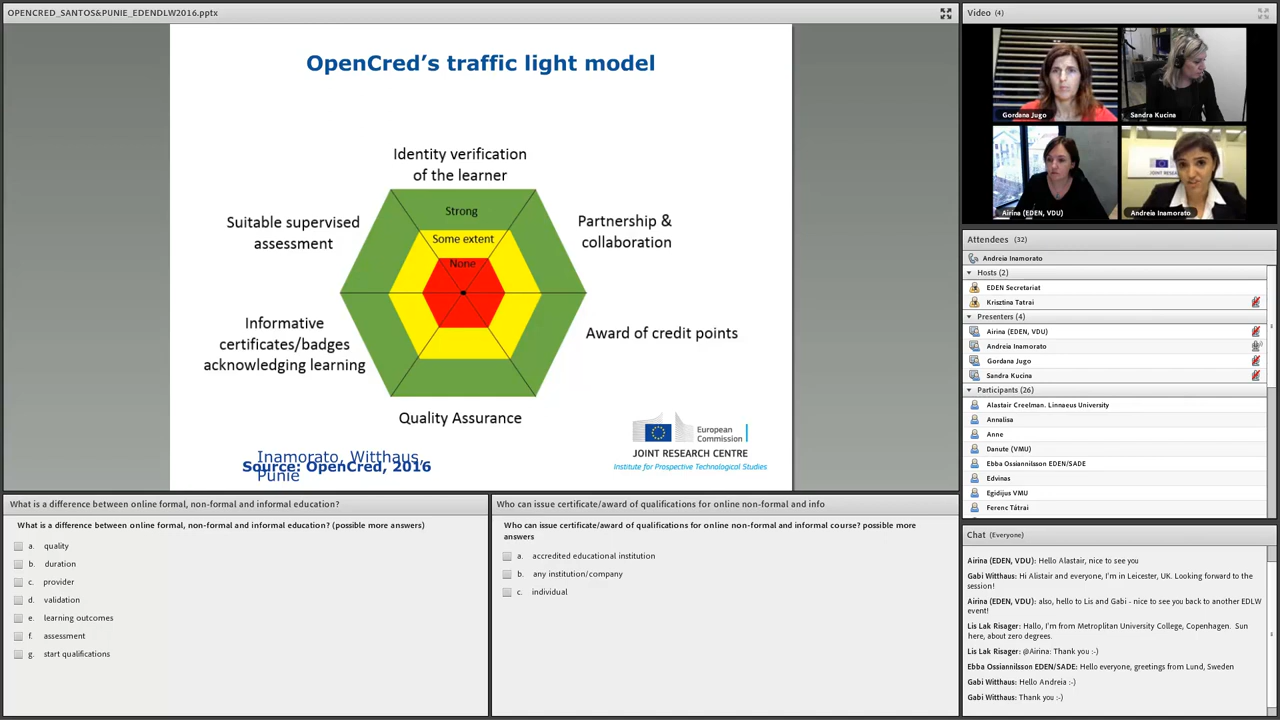 OPENCRED_SANTOS&PUNIE_EDENDLW2016.pptx
OpenCred's traffic light model
Identity verification
of the learner
Suitable supervised
assessment
Strong
Some extent
None
Partnership &
collaboration
Informative
certificates/badges
acknowledging learning
Award of credit points
Quality Assurance
Inamorato, Witthaus,
Punie
Source: OpenCred, 2016
European
Commission
JOINT RESEARCH CENTRE
Institute for Prospective Technological Studies
What is a difference between online formal, non-formal and informal education?
What is a difference between online formal, non-formal and informal education? (possible more answers)
a. quality
b. duration
c. provider
d. validation
e. learning outcomes
f. assessment
g. start qualifications
Who can issue certificate/award of qualifications for online non-formal and info
Who can issue certificate/award of qualifications for online non-formal and informal course? possible more
answers
a. accredited educational institution
b. any institution/company
c. individual
Video (4)
Gordana Jugo
Sandra Kucina
Airina (EDEN, VDU)
Andreia Inamorato
Attendees (32)
Andreia Inamorato
Hosts (2)
EDEN Secretariat
Krisztina Tatrai
Presenters (4)
Airina (EDEN, VDU)
Andreia Inamorato
Gordana Jugo
Sandra Kucina
Participants (26)
Alastair Creelman. Linnaeus University
Annalisa
Anne
Danute (VMU)
Ebba Ossiannilsson EDEN/SADE
Edvinas
Egidijus VMU
Ferenc Tátrai
Chat (Everyone)
Airina (EDEN, VDU): Hello Alastair, nice to see you
Gabi Witthaus: Hi Alistair and everyone, I'm in Leicester, UK. Looking forward to the
session!
Airina (EDEN, VDU): also, hello to Lis and Gabi - nice to see you back to another EDLW
event!
Lis Lak Risager: Hallo, I'm from Metroplitan University College, Copenhagen. Sun
here, about zero degrees.
Lis Lak Risager: @Airina: Thank you :-)
Ebba Ossiannilsson EDEN/SADE: Hello everyone, greetings from Lund, Sweden
Gabi Witthaus: Hello Andreia :-)
Gabi Witthaus: Thank you :-)